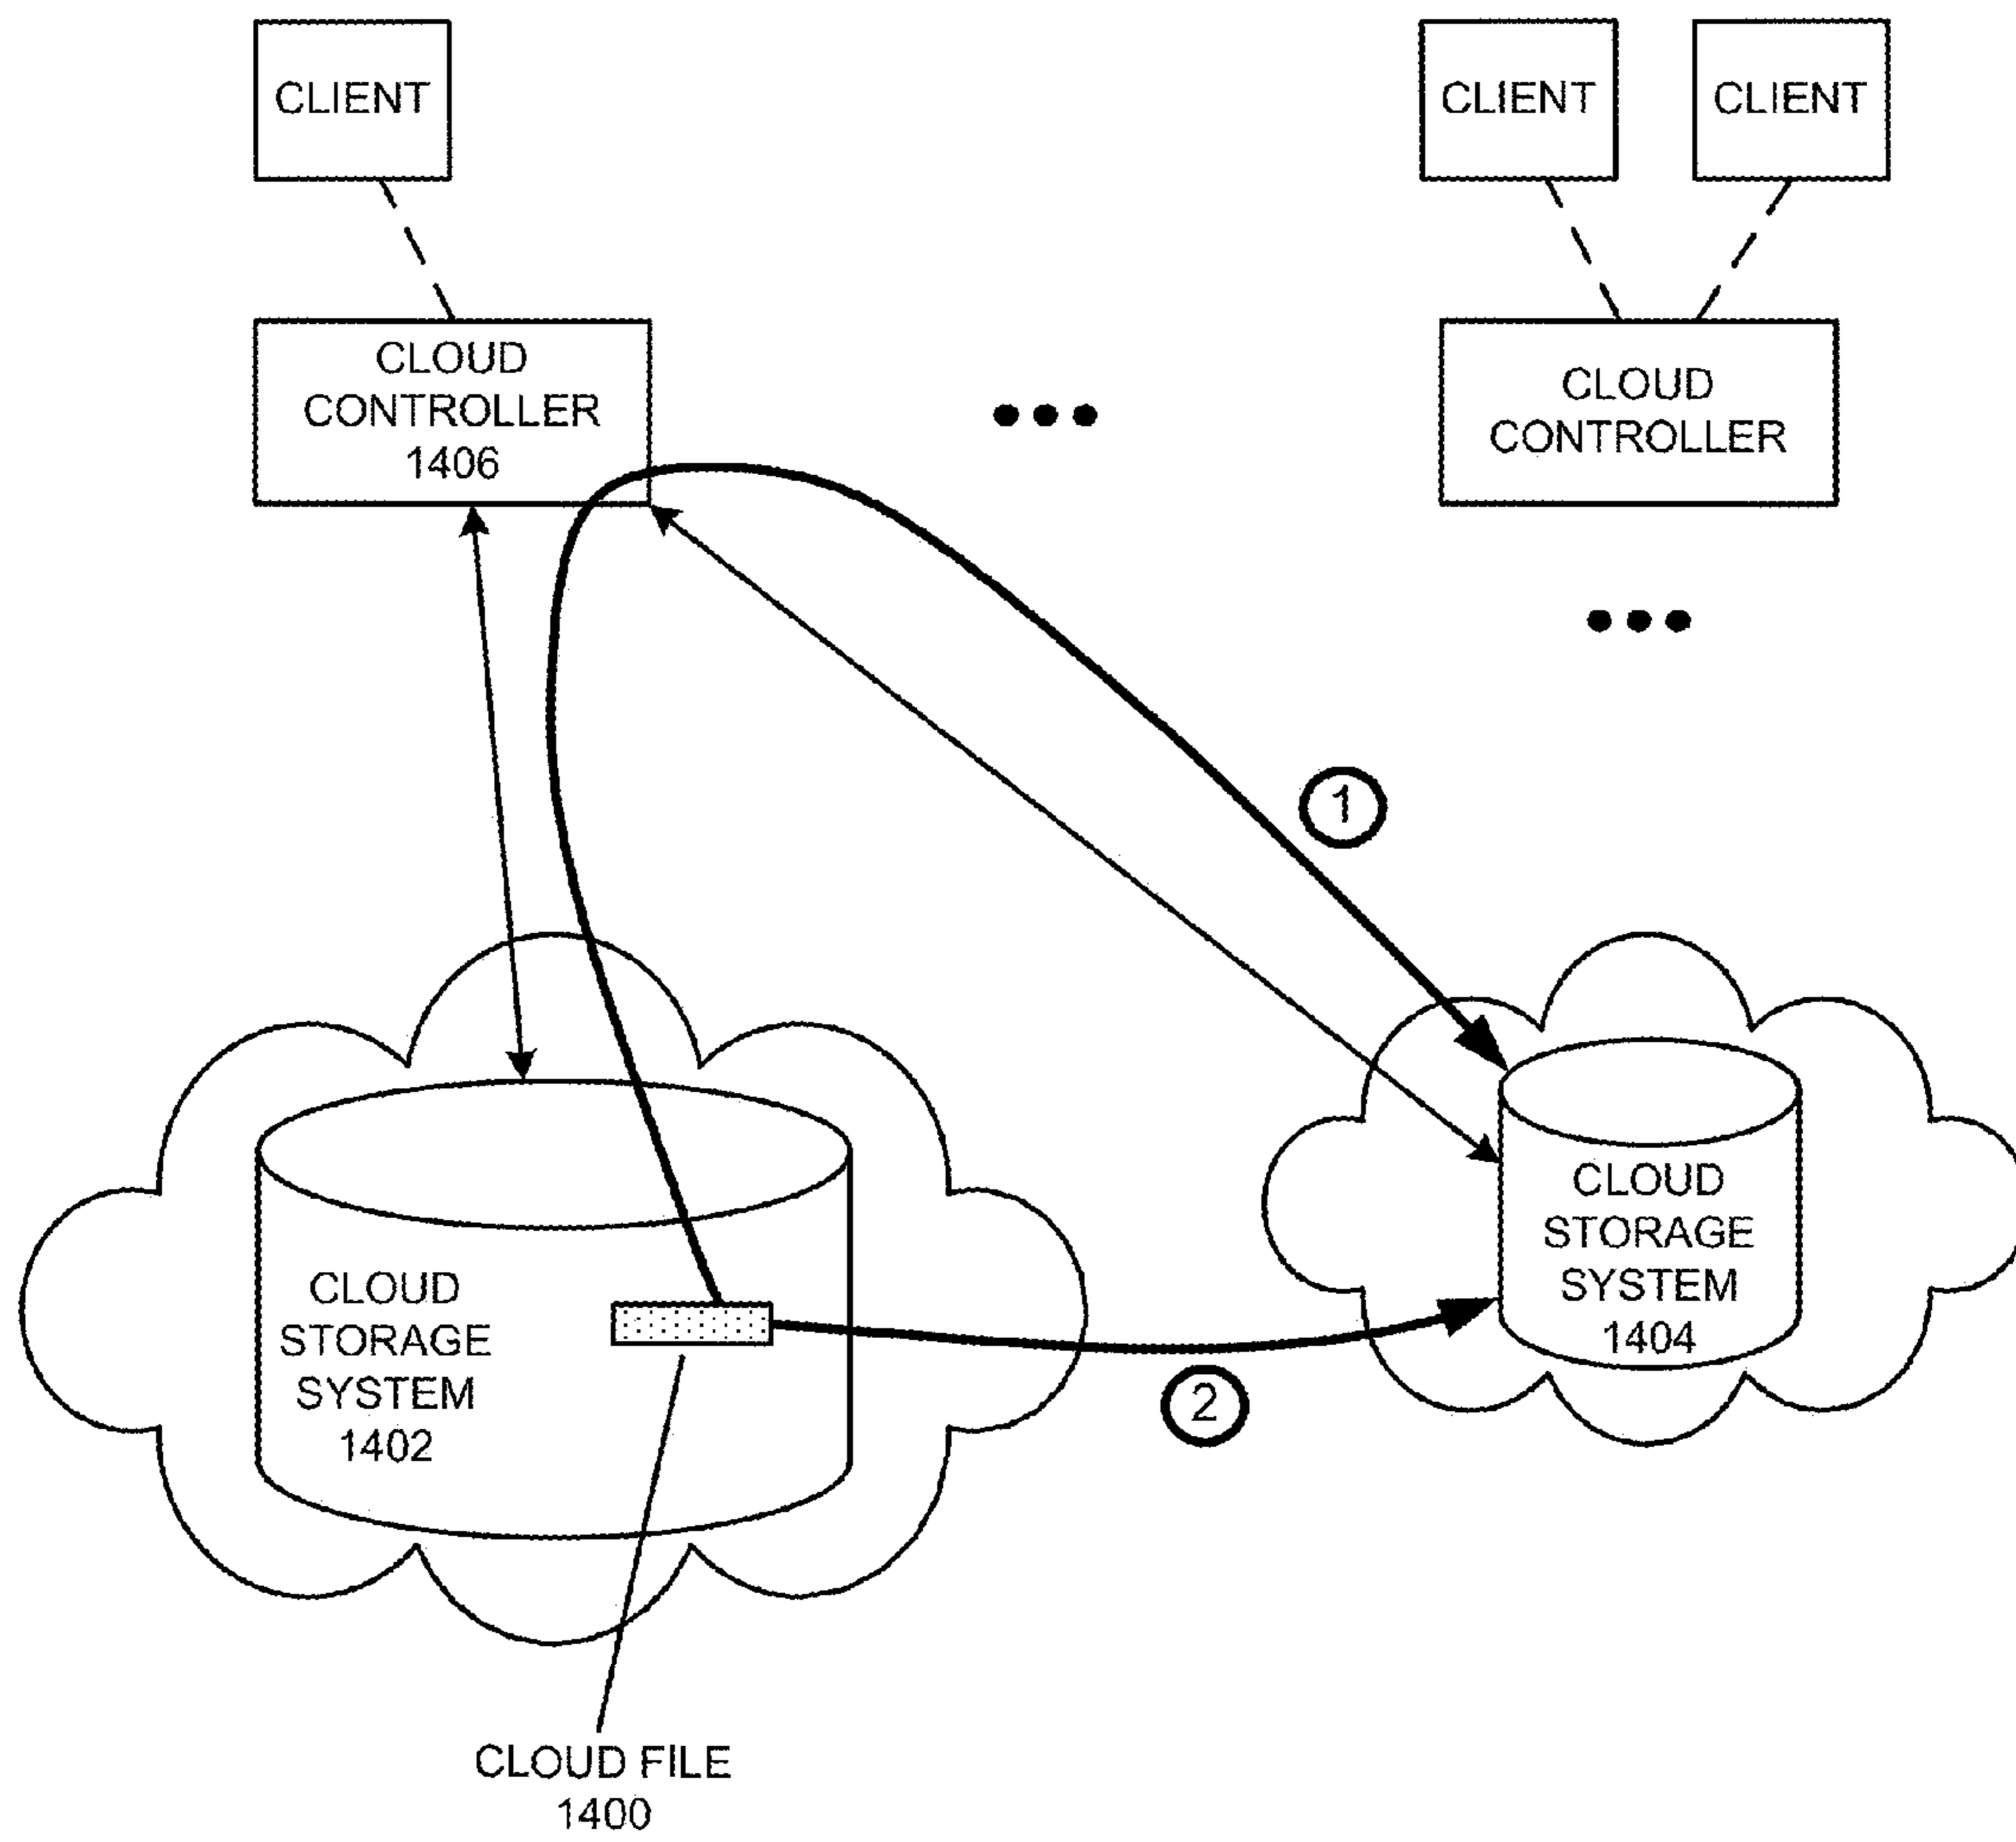 CLIENT
CLIENT
CLIENT
CLOUD
CONTROLLER
1406
CLOUD
CONTROLLER
1
CLOUD
STORAGE
SYSTEM
1404
CLOUD
STORAGE
SYSTEM
1402
2
CLOUD FILE
1400